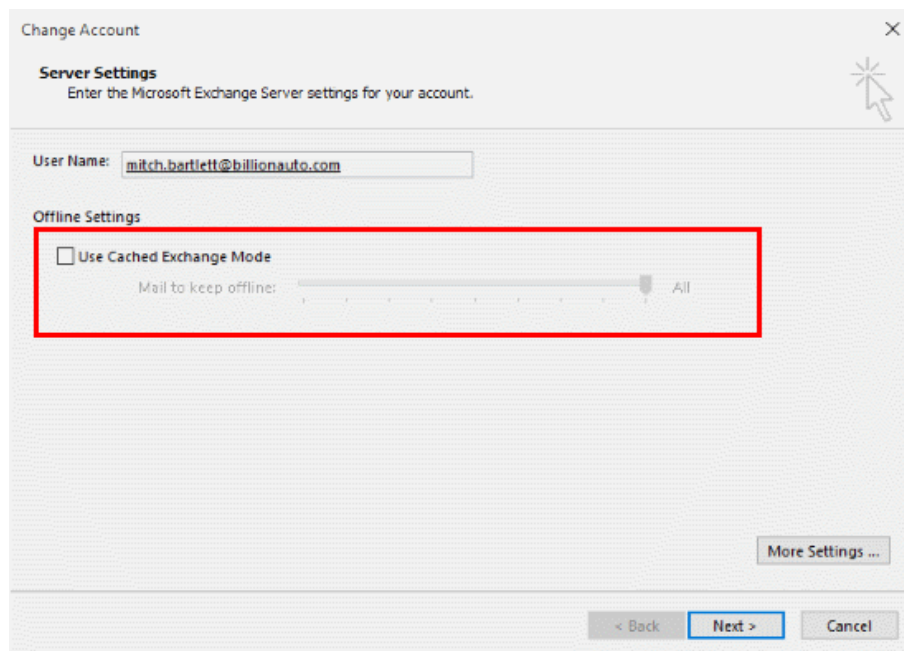 Change Account
Server Settings
Enter the Microsoft Exchange Server settings for your account.
User Name: mitch.bartlett@billionauto.com
Offline Settings
Use Cached Exchange Mode
Mail to keep offline: All
More Settings ...
< Back Next > Cancel